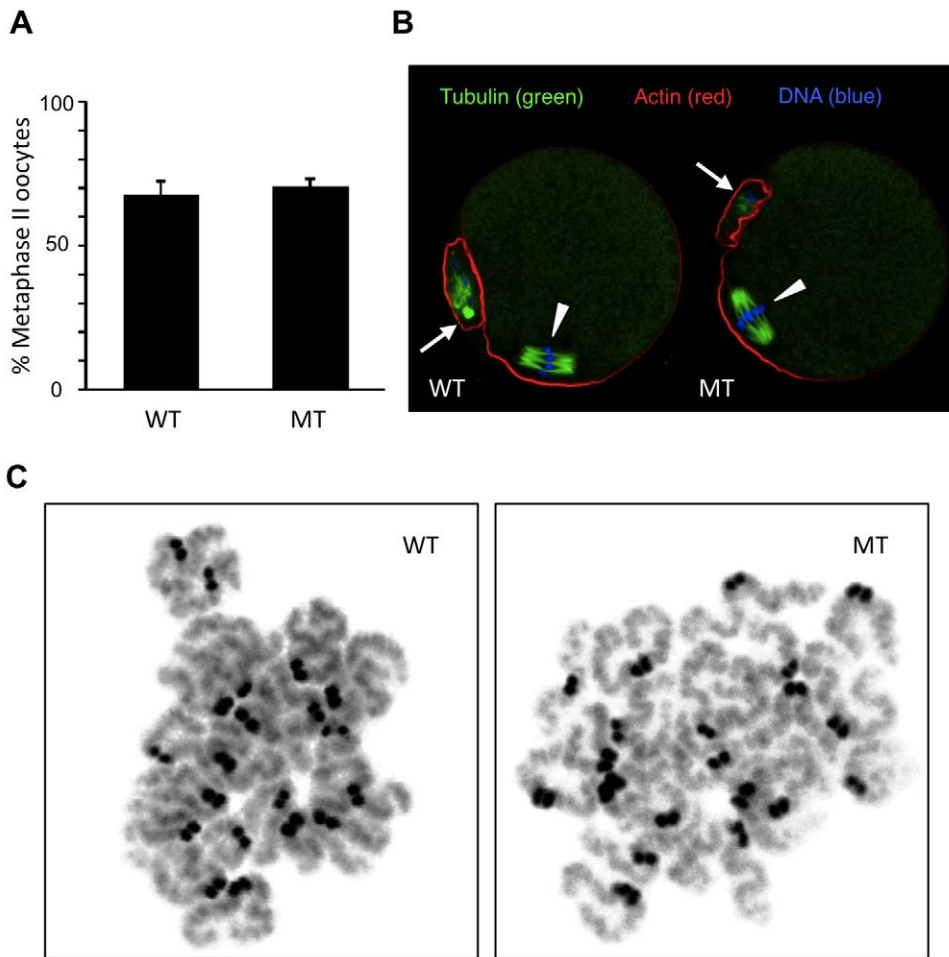 A
B
% Metaphase II oocytes
100
50
0
WT
MT
Tubulin (green) Actin (red) DNA (blue)
WT
MT
C
WT
MT